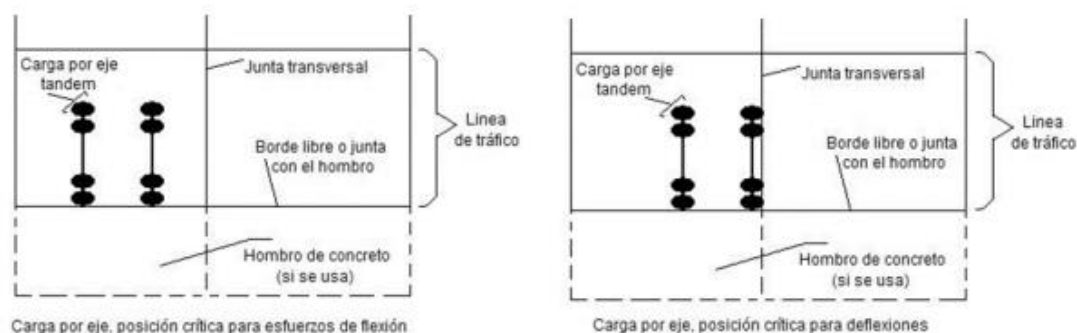 Carga por eje
tandem
Junta transversal
Borde libre o junta
con el hombro
Linea
de tráfico
Hombro de concreto
(si se usa)
Carga por eje, posición crítica para esfuerzos de flexión
Carga por eje
tandem
Junta transversal
Borde libre o junta
con el hombro
Linea
de tráfico
Hombro de concreto
(si se usa)
Carga por eje, posición crítica para deflexiones